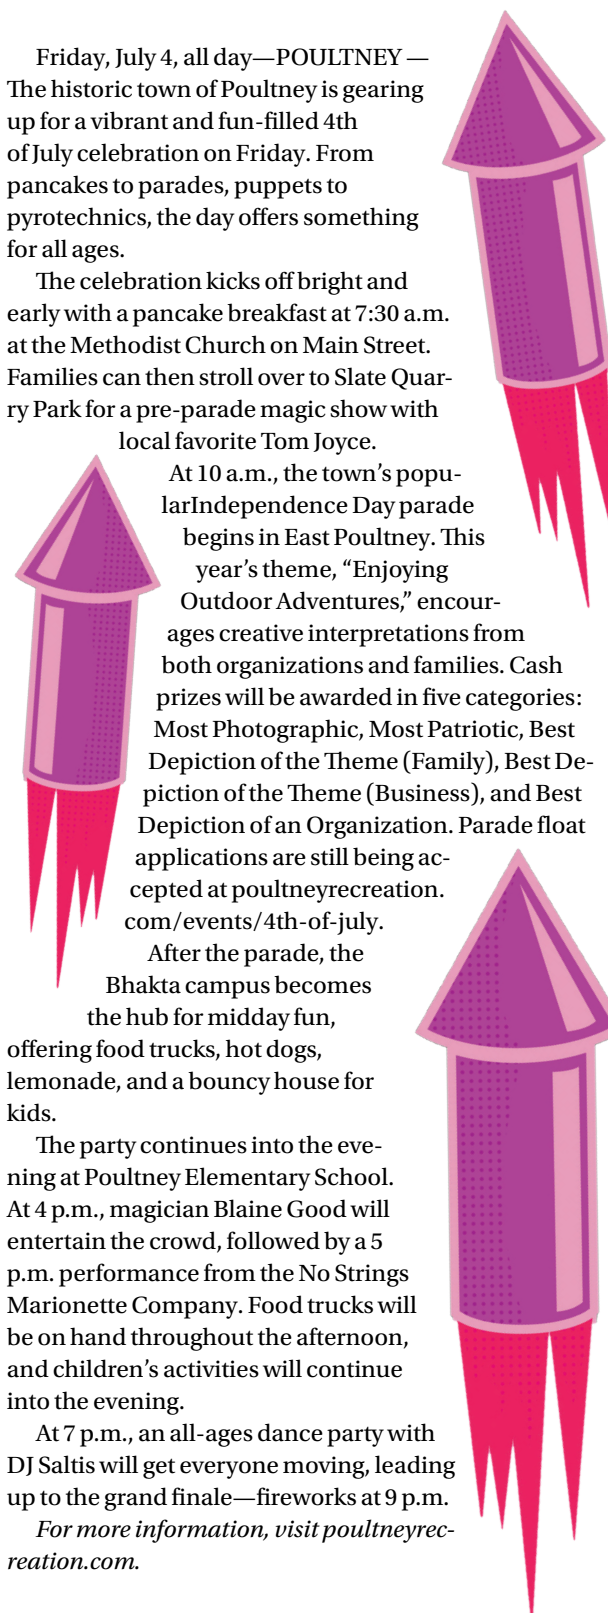 Friday, July 4, all day—POULTNEY —
The historic town of Poultney is gearing
up for a vibrant and fun-filled 4th
of July celebration on Friday. From
pancakes to parades, puppets to
pyrotechnics, the day offers something
for all ages.
The celebration kicks off bright and
early with a pancake breakfast at 7:30 a.m.
at the Methodist Church on Main Street.
Families can then stroll over to Slate Quar-
ry Park for a pre-parade magic show with
local favorite Tom Joyce.
At 10 a.m., the town’s popu-
larIndependence Day parade
begins in East Poultney. This
year’s theme, “Enjoying
Outdoor Adventures,” encour-
ages creative interpretations from
both organizations and families. Cash
prizes will be awarded in five categories:
Most Photographic, Most Patriotic, Best
Depiction of the Theme (Family), Best De-
piction of the Theme (Business), and Best
Depiction of an Organization. Parade float
applications are still being ac-
cepted at poultneyrecreation.
com/events/4th-of-july.
After the parade, the
Bhakta campus becomes
the hub for midday fun,
offering food trucks, hot dogs,
lemonade, and a bouncy house for
kids.
The party continues into the eve-
ning at Poultney Elementary School.
At 4 p.m., magician Blaine Good will
entertain the crowd, followed by a 5
p.m. performance from the No Strings
Marionette Company. Food trucks will
be on hand throughout the afternoon,
and children’s activities will continue
into the evening.
At 7 p.m., an all-ages dance party with
DJ Saltis will get everyone moving, leading
up to the grand finale—fireworks at 9 p.m.
For more information, visit poultneyrec-
reation.com.